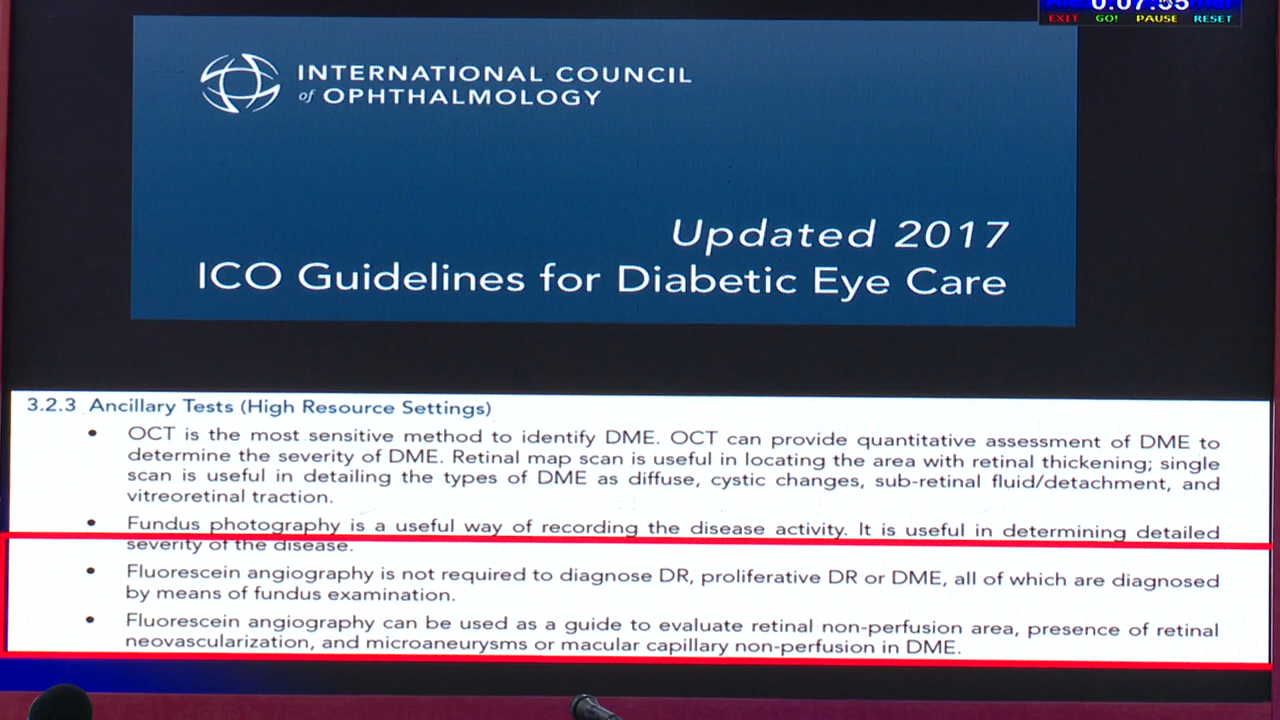 0:07:55
EXIT GO! PAUSE RESET
INTERNATIONAL COUNCIL
of OPHTHALMOLOGY
Updated 2017
ICO Guidelines for Diabetic Eye Care
3.2.3 Ancillary Tests (High Resource Settings)
• OCT is the most sensitive method to identify DME. OCT can provide quantitative assessment of DME to
determine the severity of DME. Retinal map scan is useful in locating the area with retinal thickening; single
scan is useful in detailing the types of DME as diffuse, cystic changes, sub-retinal fluid/detachment, and
vitreoretinal traction.
• Fundus photography is a useful way of recording the disease activity. It is useful in determining detailed
severity of the disease.
• Fluorescein angiography is not required to diagnose DR, proliferative DR or DME, all of which are diagnosed
by means of fundus examination.
• Fluorescein angiography can be used as a guide to evaluate retinal non-perfusion area, presence of retinal
neovascularization, and microaneurysms or macular capillary non-perfusion in DME.